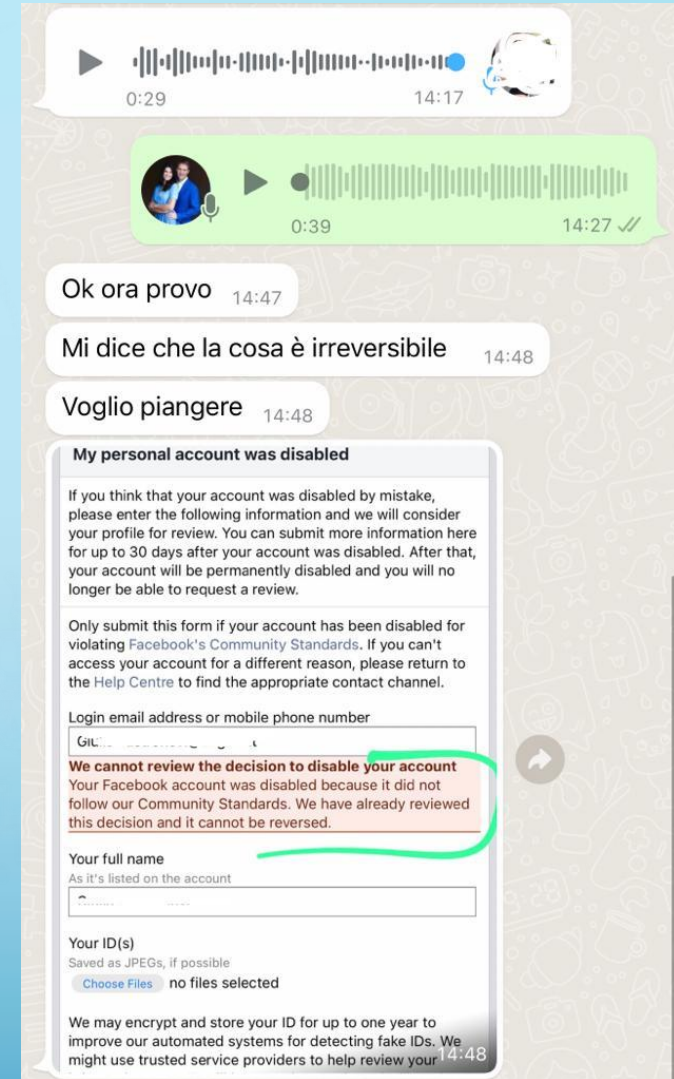 0:29 14:17
0:39 14:27
Ok ora provo 14:47
Mi dice che la cosa è irreversibile 14:48
Voglio piangere 14:48
My personal account was disabled
If you think that your account was disabled by mistake,
please enter the following information and we will consider
your profile for review. You can submit more information here
for up to 30 days after your account was disabled. After that,
your account will be permanently disabled and you will no
longer be able to request a review.
Only submit this form if your account has been disabled for
violating Facebook's Community Standards. If you can't
access your account for a different reason, please return to
the Help Centre to find the appropriate contact channel.
Login email address or mobile phone number
We cannot review the decision to disable your account
Your Facebook account was disabled because it did not
follow our Community Standards. We have already reviewed
this decision and it cannot be reversed.
Your full name
As it's listed on the account
Your ID(s)
Saved as JPEGs, if possible
Choose Files no files selected
We may encrypt and store your ID for up to one year to
improve our automated systems for detecting fake IDs. We
might use trusted service providers to help review your 14:48